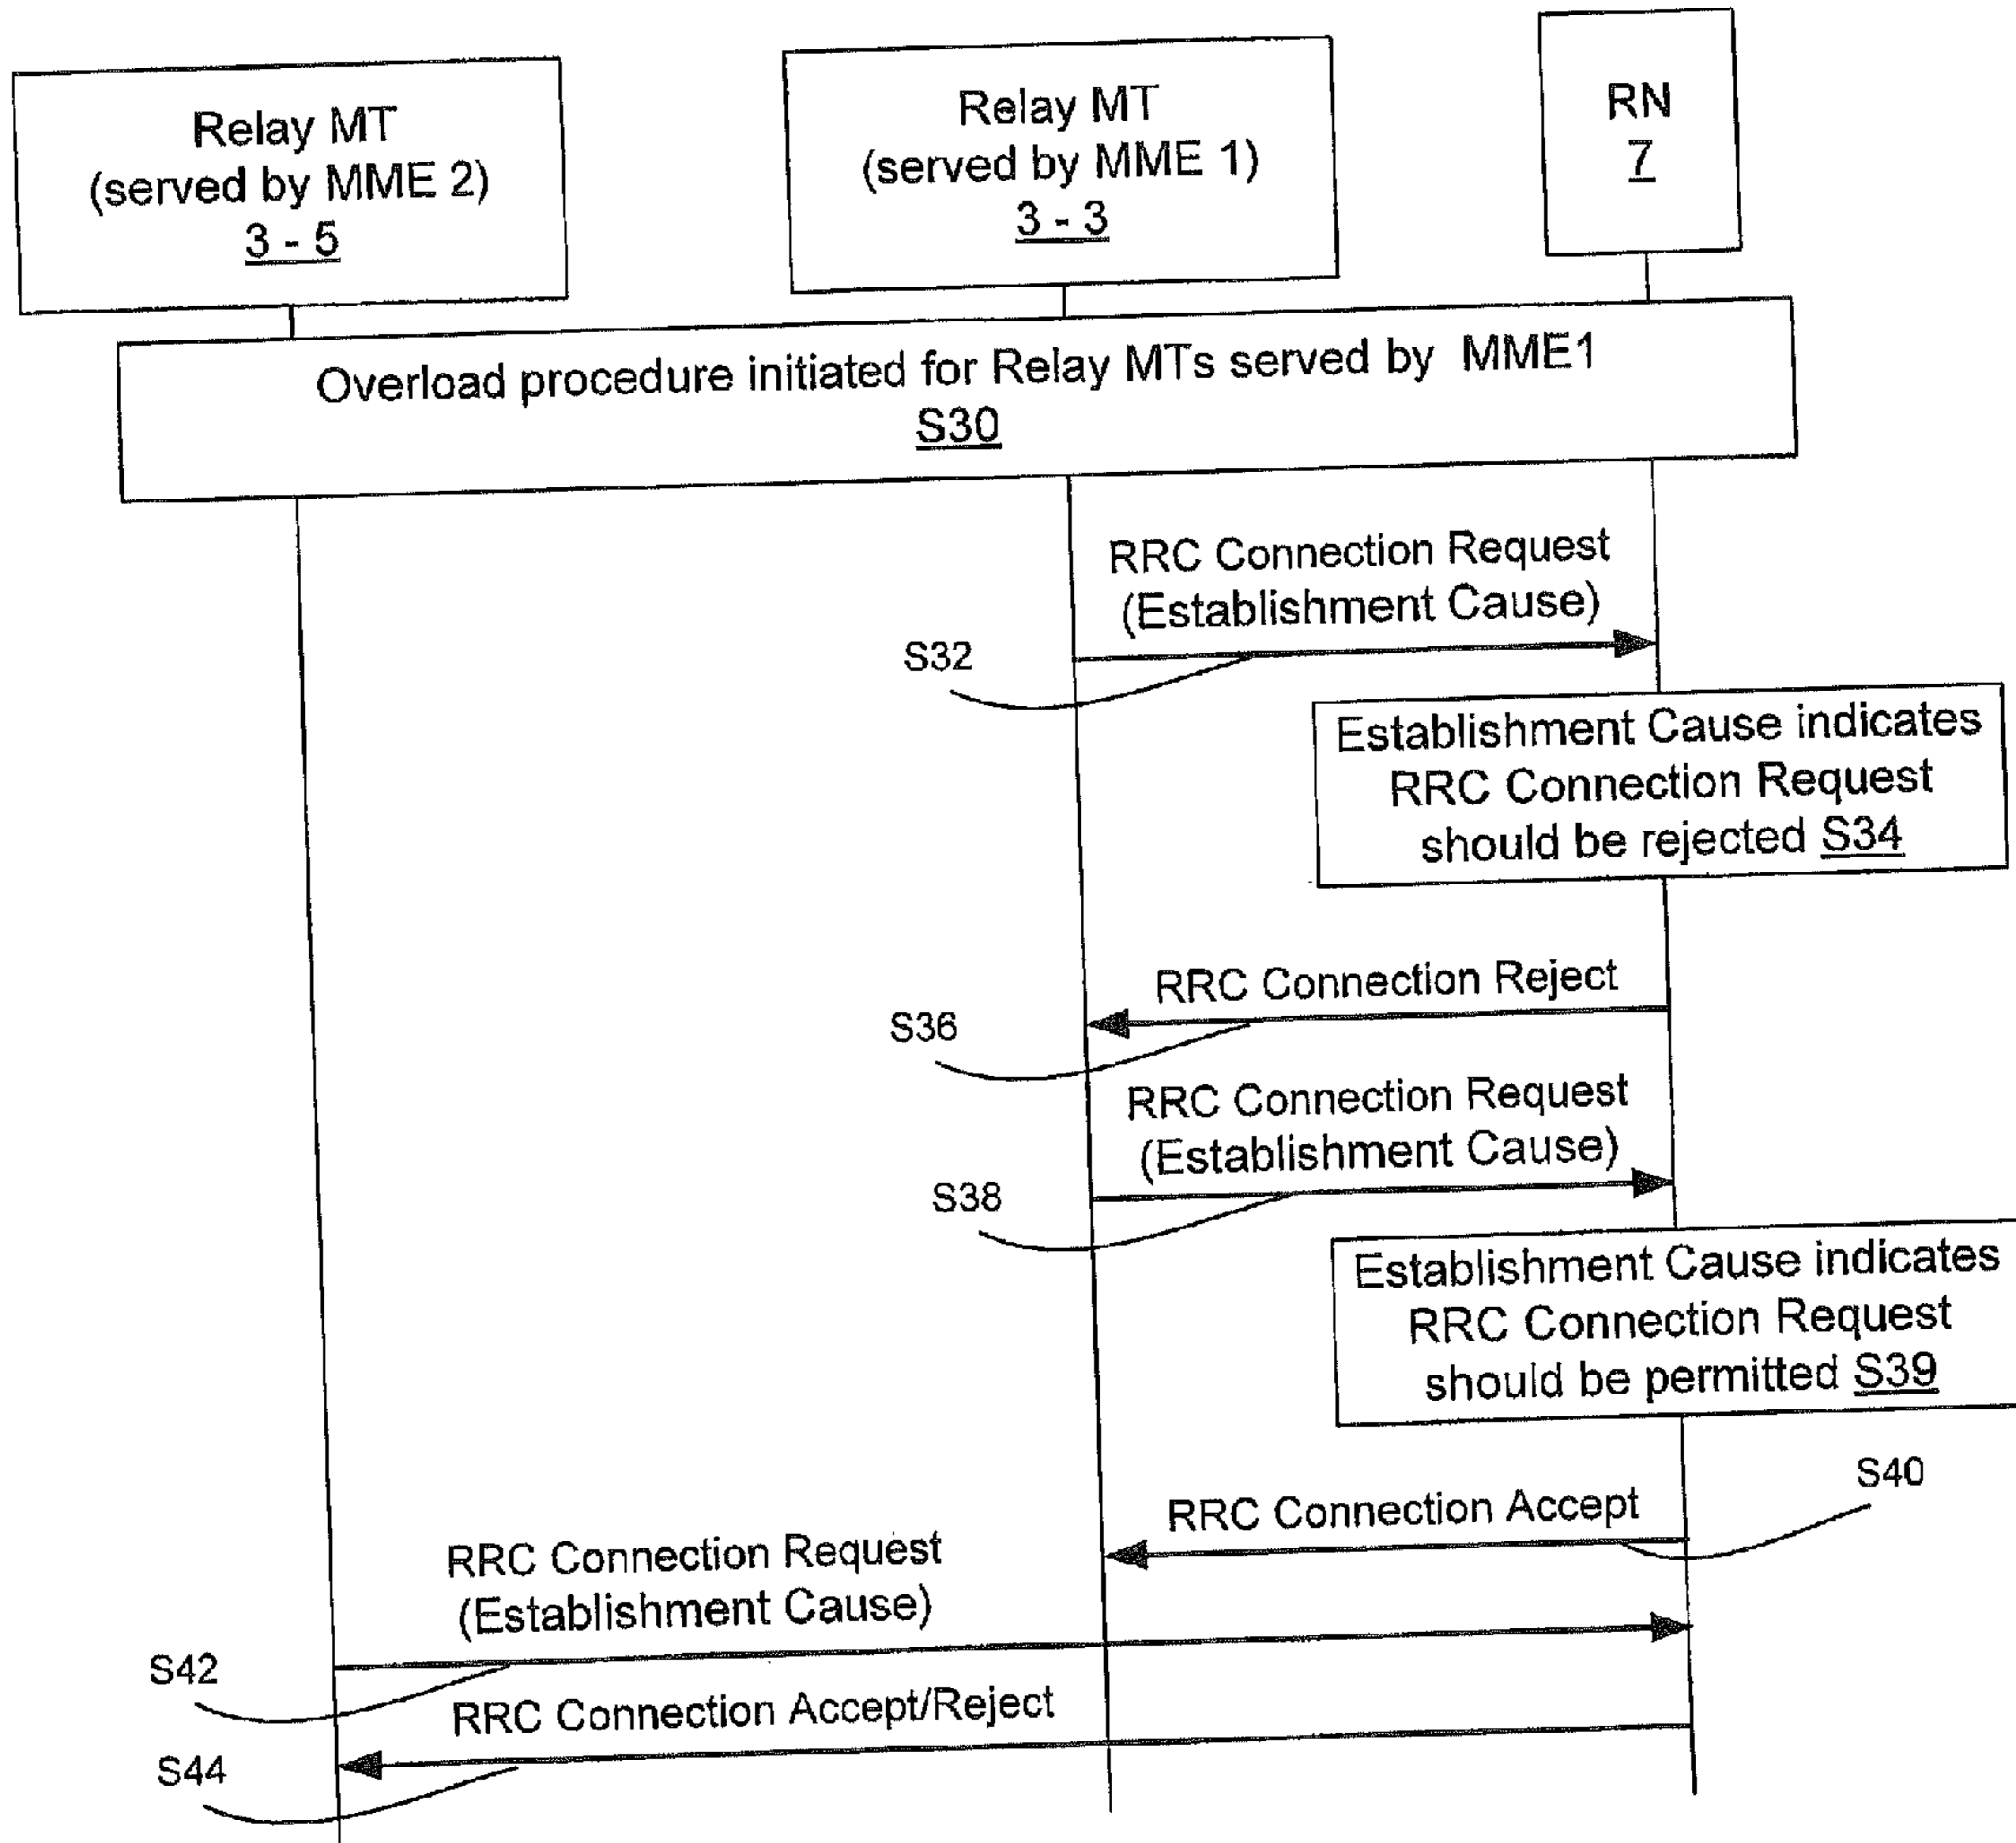 Relay MT
(served by MME 2)
3 - 5
Relay MT
(served by MME 1)
3 - 3
RN
7
Overload procedure initiated for Relay MTs served by MME1
S30
RRC Connection Request
(Establishment Cause)
S32
Establishment Cause indicates
RRC Connection Request
should be rejected S34
RRC Connection Reject
S36
RRC Connection Request
(Establishment Cause)
S38
Establishment Cause indicates
RRC Connection Request
should be permitted S39
S40
RRC Connection Accept
RRC Connection Request
(Establishment Cause)
S42
RRC Connection Accept/Reject
S44